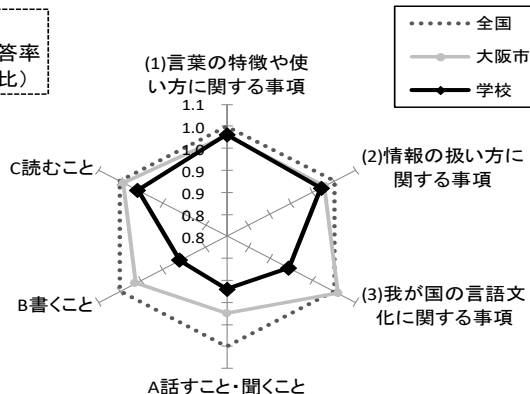 答率
比）
全国
大阪市
学校
(1)言葉の特徴や使
い方に関する事項
1.1
1.0
1.0
0.9
0.9
0.8
0.8
(2)情報の扱い方に
関する事項
(3)我が国の言語文
化に関する事項
A話すこと・聞くこと
B書くこと
C読むこと